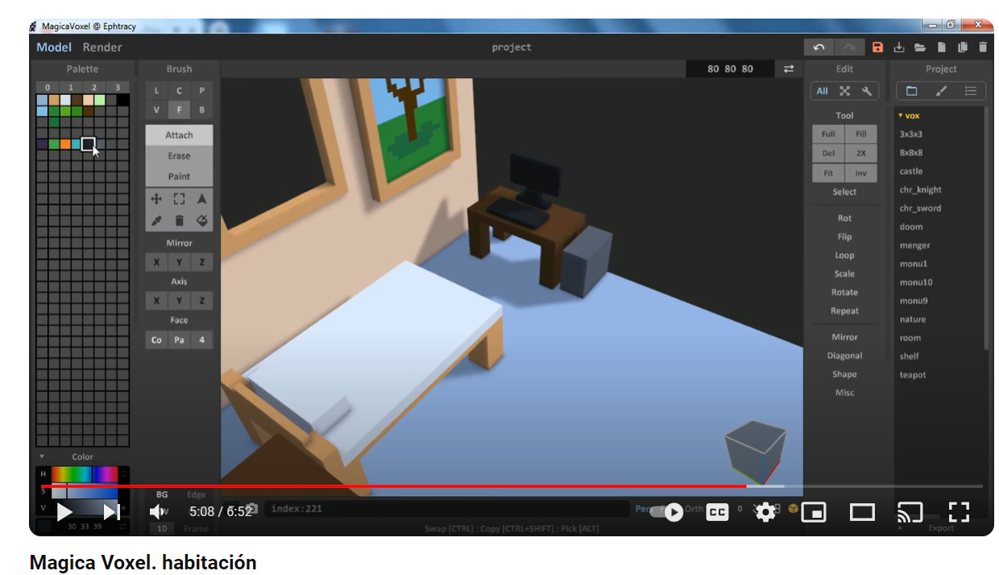 MagicaVoxel @ Ephtracy
Model Render
project
80 80 80
Palette
Brush
Edit
Project
0 1 2 3
L C P
V F B
Attach
Erase
Paint
Mirror
X Y Z
Axis
X Y Z
Face
Co Pa 4
All
Tool
Full Fill
Del 2X
Fit Inv
Select
Rot
Flip
Loop
Scale
Rotate
Repeat
Mirror
Diagonal
Shape
Misc
vox
3x3x3
8x8x8
castle
chr_knight
chr_sword
doom
menger
monu1
monu10
monu9
nature
room
shelf
teapot
Color
H
S
V
30 33 39
BG Edge
10 Frame
5:08 / 6:52
index:221
Pers
Orth
0
CC
Swap [CTRL] : Copy [CTRL+SHIFT] : Pick [ALT]
Export
Magica Voxel. habitación